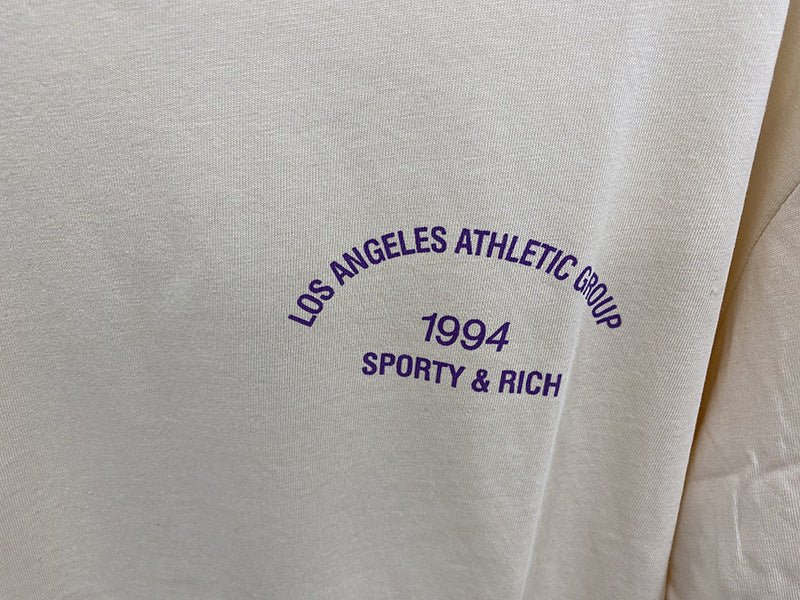 LOS ANGELES ATHLETIC GROUP
1994
SPORTY & RICH